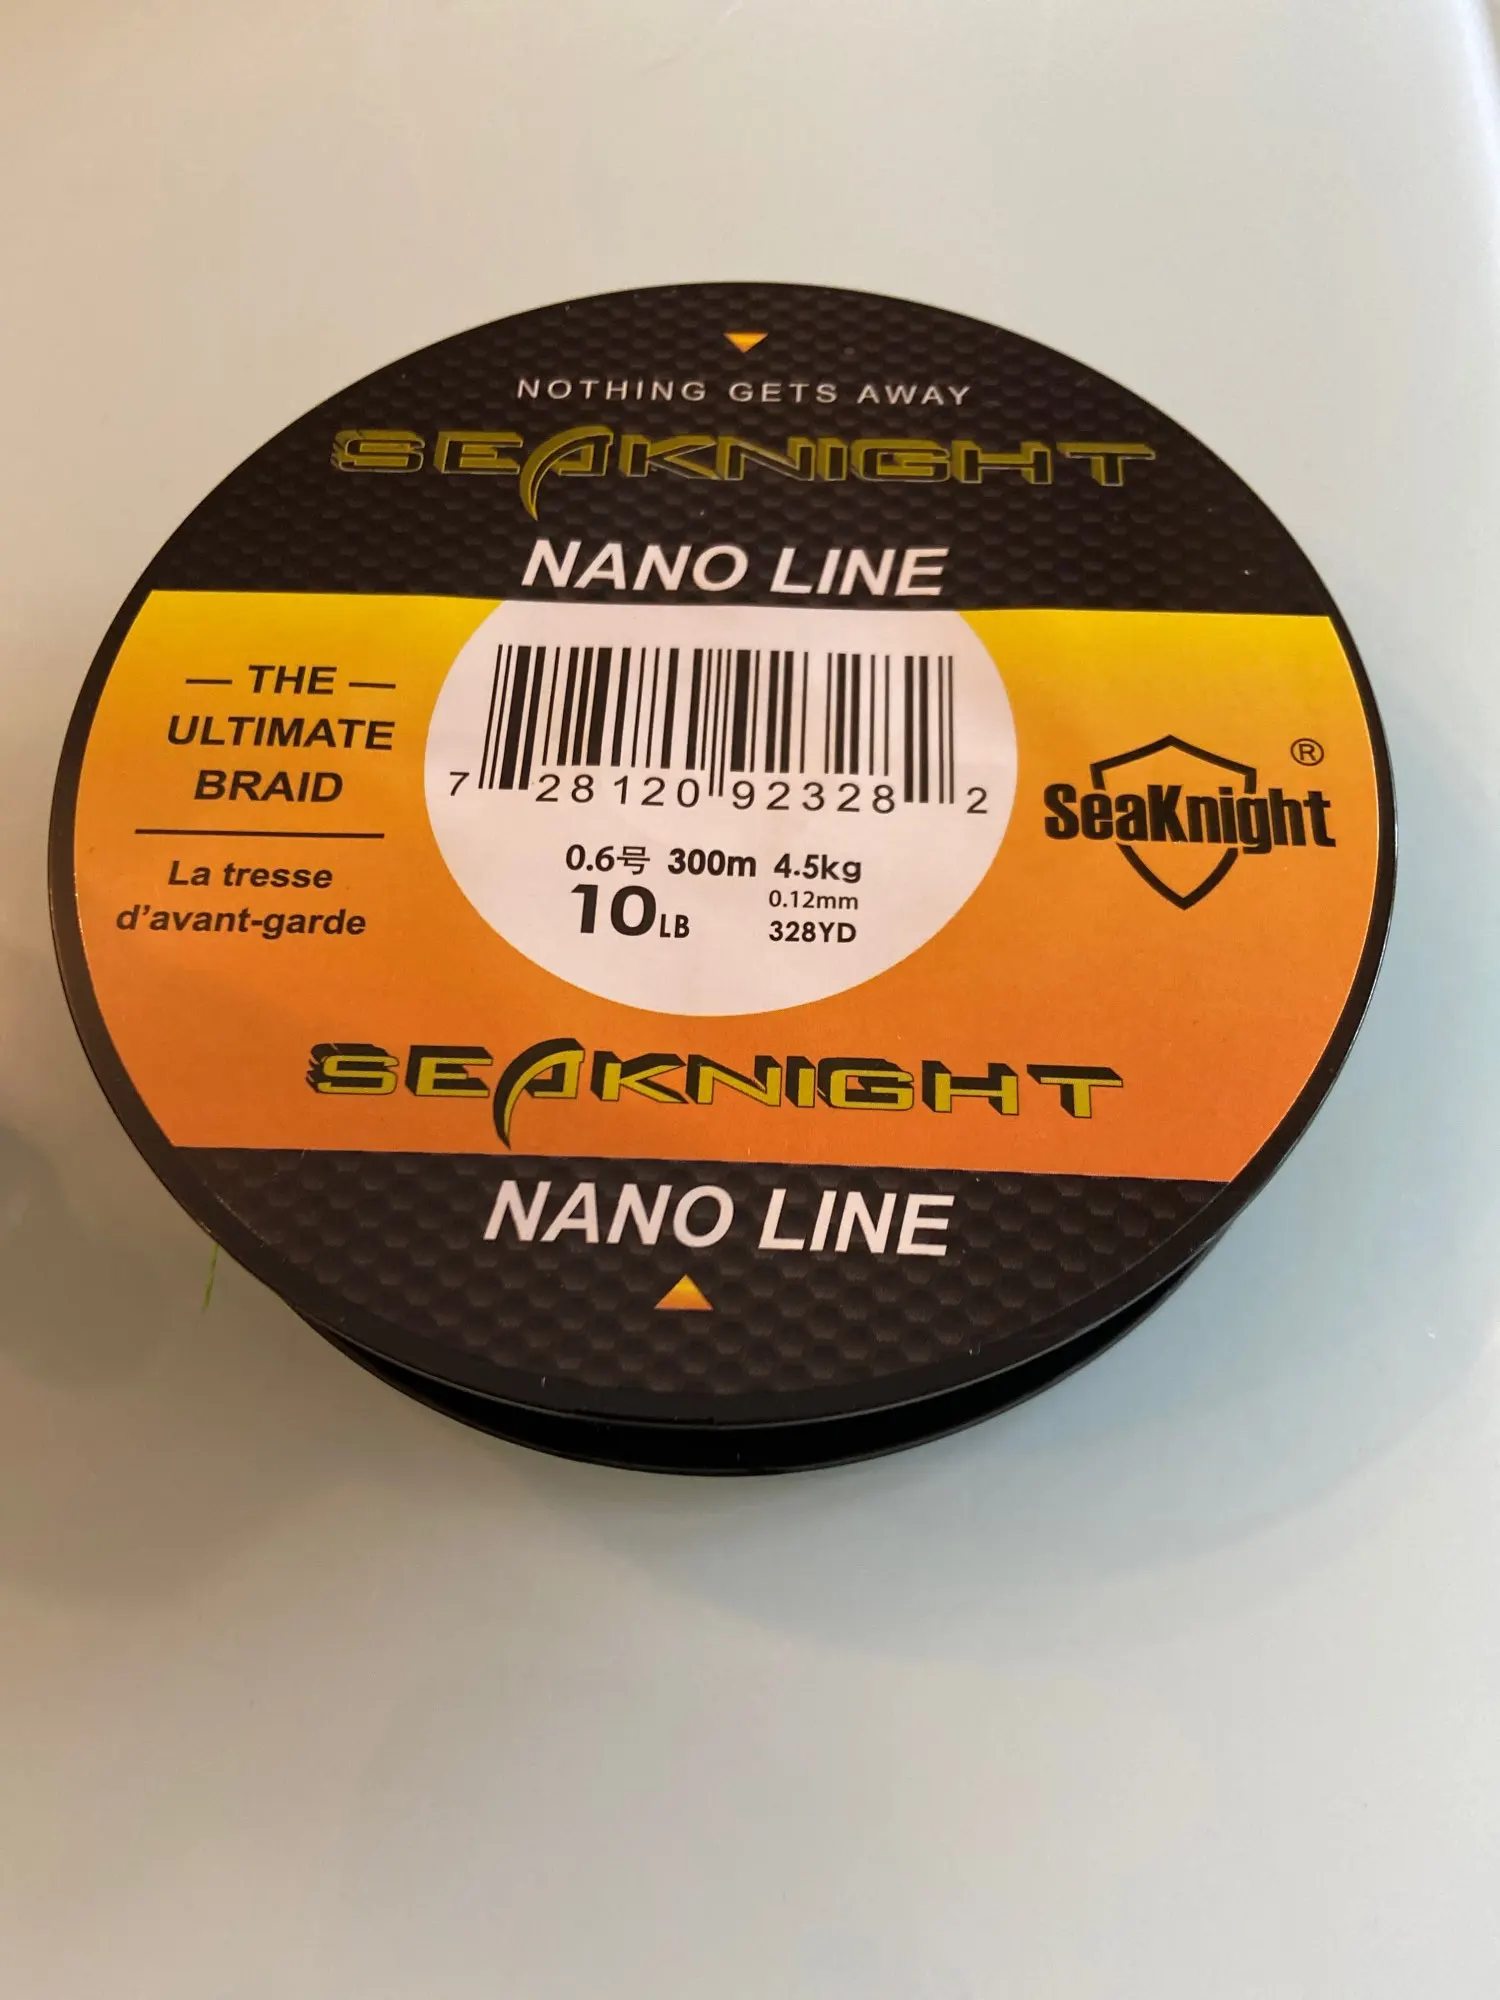 NOTHING GETS AWAY
SEAKNIGHT
NANO LINE
— THE —
ULTIMATE
BRAID
La tresse
d'avant-garde
7 28120 92328 2
0.6号 300m 4.5kg
10LB
0.12mm
328YD
SeaKnight®
SEAKNIGHT
NANO LINE